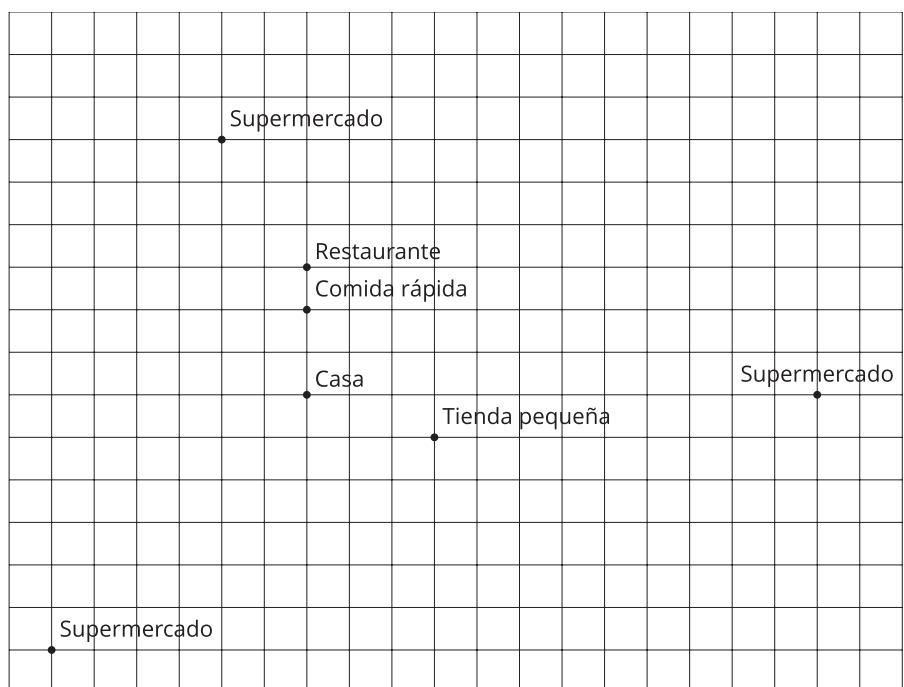 Supermercado
Restaurante
Comida rápida
Casa
Supermercado
Tienda pequeña
Supermercado